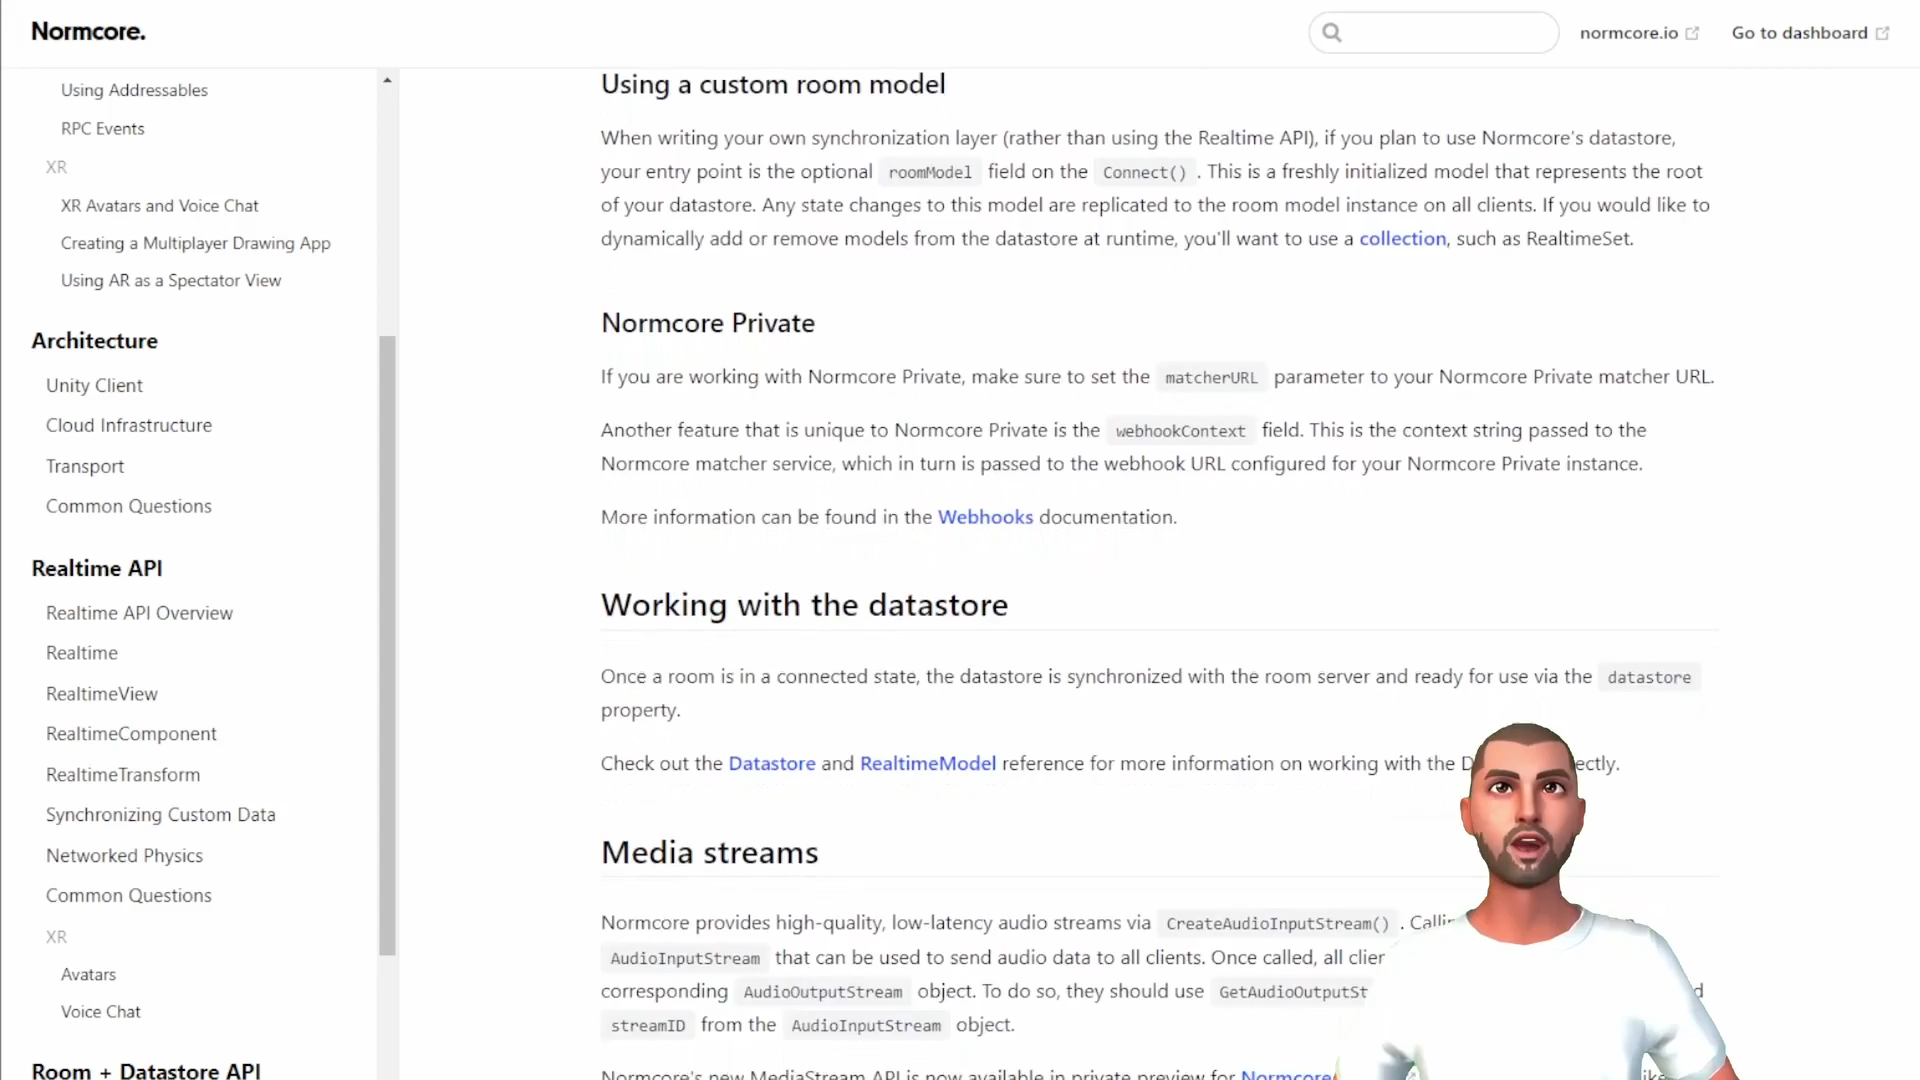 Normcore.
normcore.io
Go to dashboard
Using Addressables
RPC Events
XR
XR Avatars and Voice Chat
Creating a Multiplayer Drawing App
Using AR as a Spectator View
Architecture
Unity Client
Cloud Infrastructure
Transport
Common Questions
Realtime API
Realtime API Overview
Realtime
RealtimeView
RealtimeComponent
RealtimeTransform
Synchronizing Custom Data
Networked Physics
Common Questions
XR
Avatars
Voice Chat
Room + Datastore API
Using a custom room model
When writing your own synchronization layer (rather than using the Realtime API), if you plan to use Normcore's datastore,
your entry point is the optional roomModel field on the Connect() . This is a freshly initialized model that represents the root
of your datastore. Any state changes to this model are replicated to the room model instance on all clients. If you would like to
dynamically add or remove models from the datastore at runtime, you'll want to use a collection, such as RealtimeSet.
Normcore Private
If you are working with Normcore Private, make sure to set the matcherURL parameter to your Normcore Private matcher URL.
Another feature that is unique to Normcore Private is the webhookContext field. This is the context string passed to the
Normcore matcher service, which in turn is passed to the webhook URL configured for your Normcore Private instance.
More information can be found in the Webhooks documentation.
Working with the datastore
Once a room is in a connected state, the datastore is synchronized with the room server and ready for use via the datastore
property.
Check out the Datastore and RealtimeModel reference for more information on working with the D ectly.
Media streams
Normcore provides high-quality, low-latency audio streams via CreateAudioInputStream() .
AudioInputStream that can be used to send audio data to all clients. Once called, all
corresponding AudioOutputStream object. To do so, they should use GetAudioOutputSt
streamID from the AudioInputStream object.
Normcore's new MediaStream API is now available in private preview for Normcore